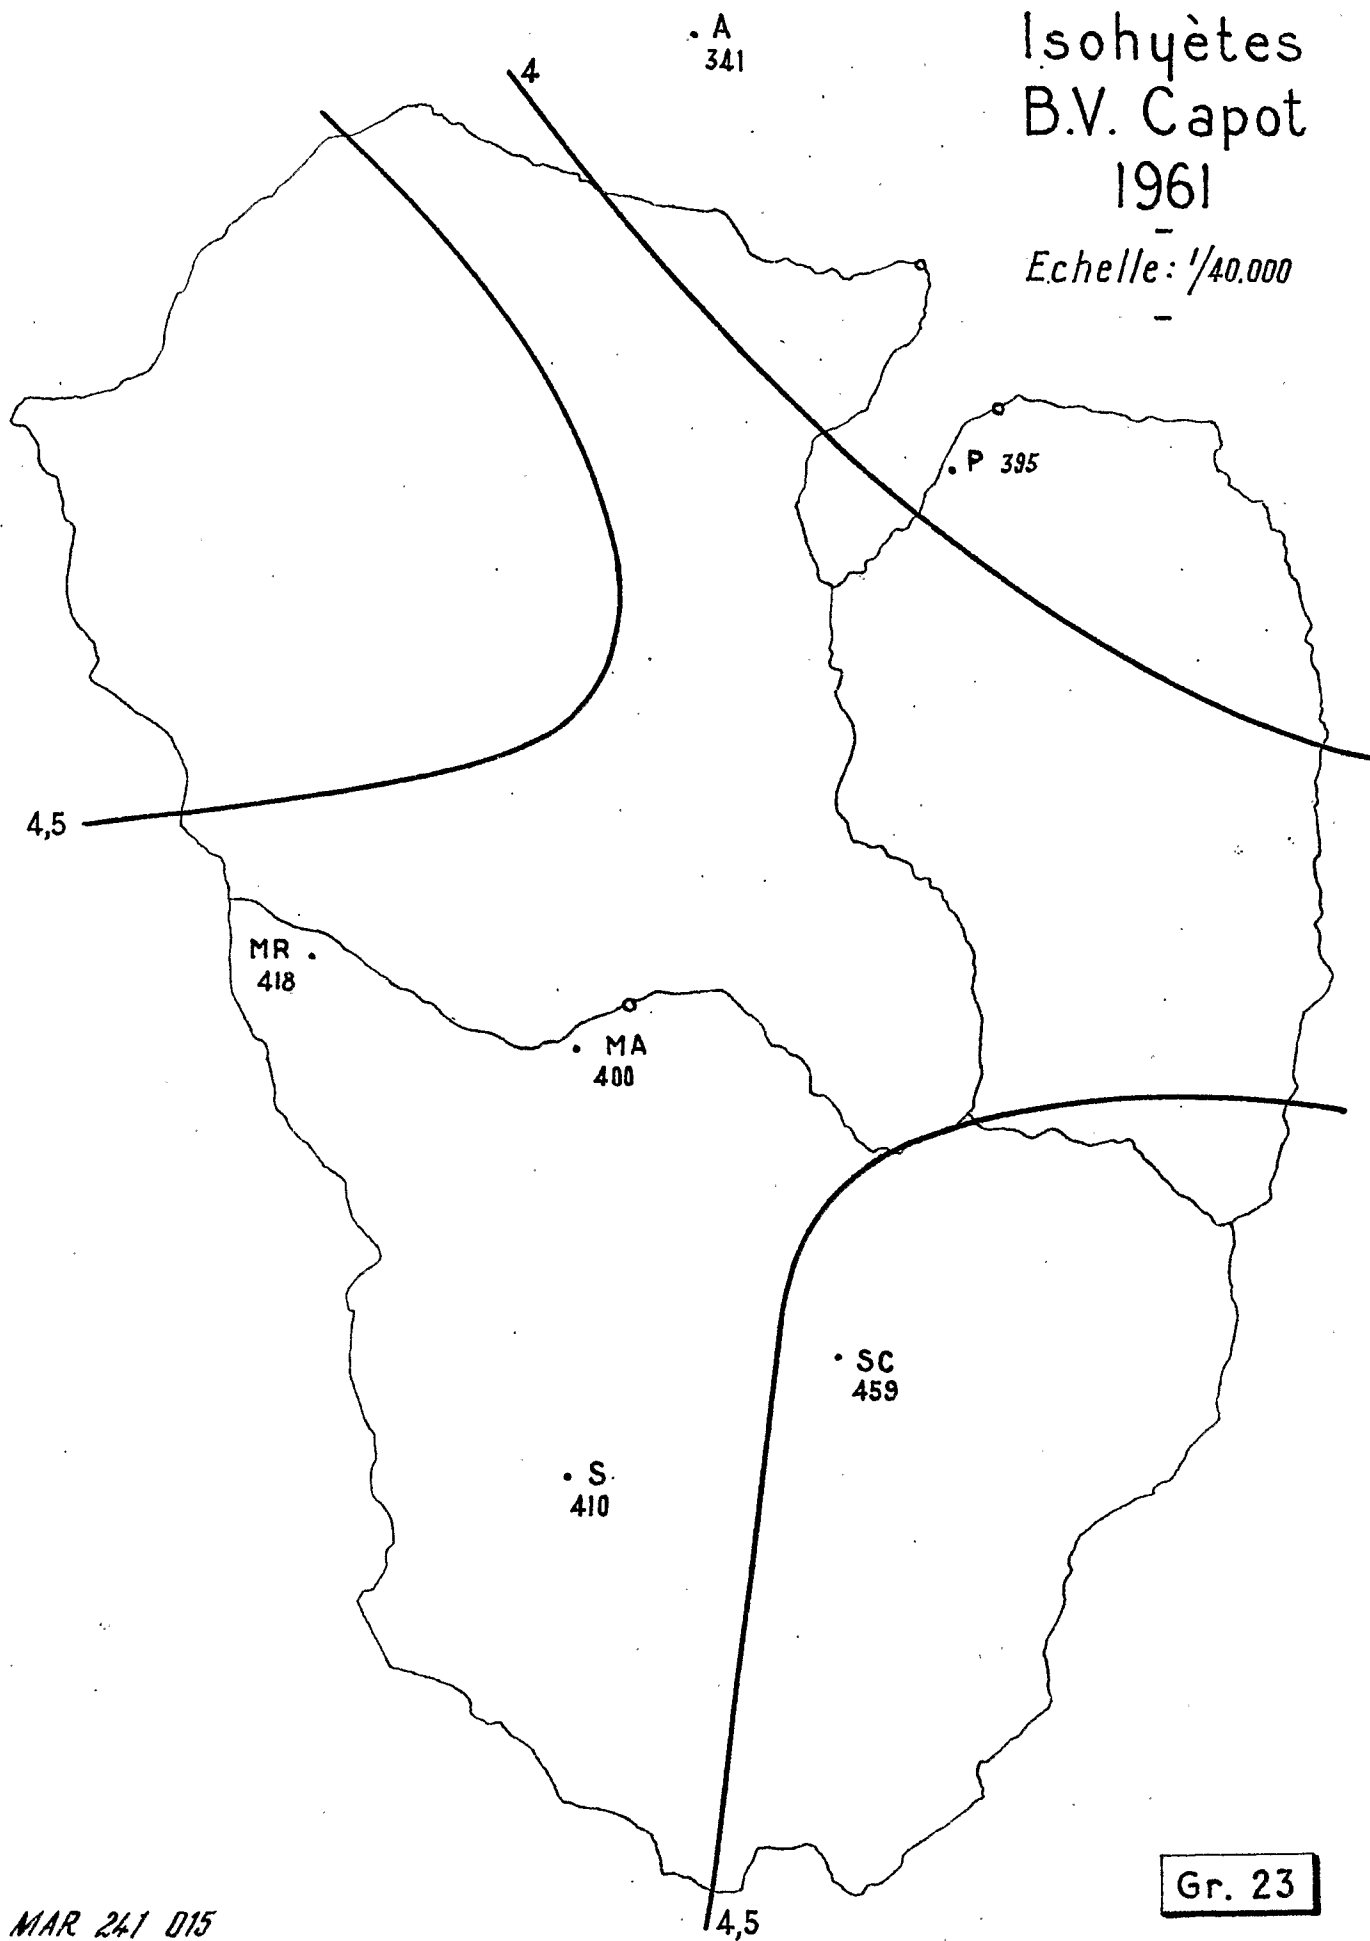 Isohyètes
B.V. Capot
1961
Echelle: 1/40.000
A
341
4
P 395
4,5
MR
418
MA
400
SC
459
S
410
Gr. 23
MAR 241 015
4,5